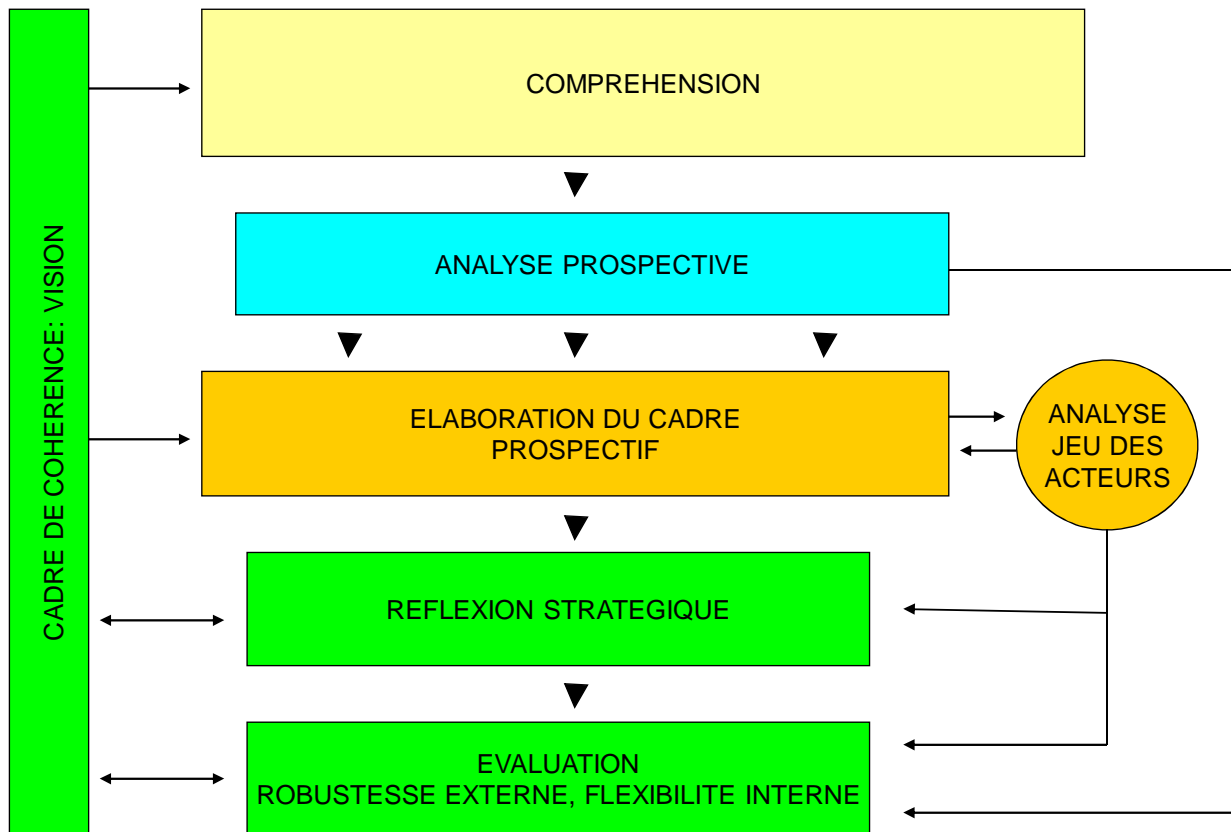 CADRE DE COHERENCE: VISION
COMPREHENSION
ANALYSE PROSPECTIVE
ELABORATION DU CADRE
PROSPECTIF
ANALYSE
JEU DES
ACTEURS
REFLEXION STRATEGIQUE
EVALUATION
ROBUSTESSE EXTERNE, FLEXIBILITE INTERNE